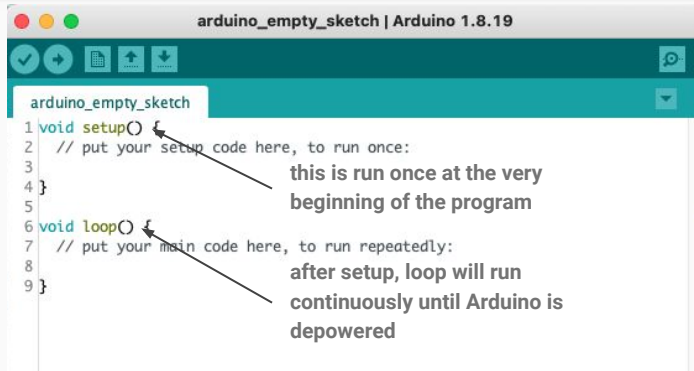 arduino_empty_sketch | Arduino 1.8.19
arduino_empty_sketch
1 void setup() {
2 // put your setup code here, to run once:
3
4 }
5
6 void loop() {
7 // put your main code here, to run repeatedly:
8
9 }
this is run once at the very
beginning of the program
after setup, loop will run
continuously until Arduino is
depowered